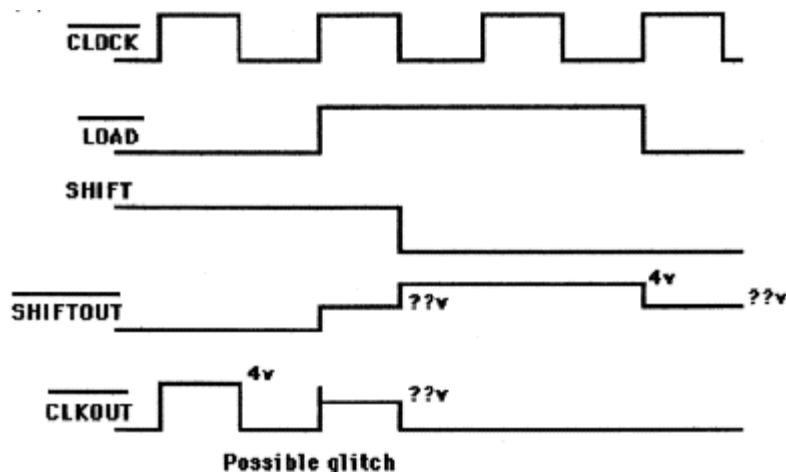 CLOCK
LOAD
SHIFT
4v
SHIFTOUT ??v ??v
4v
CLKOUT ??v
Possible glitch